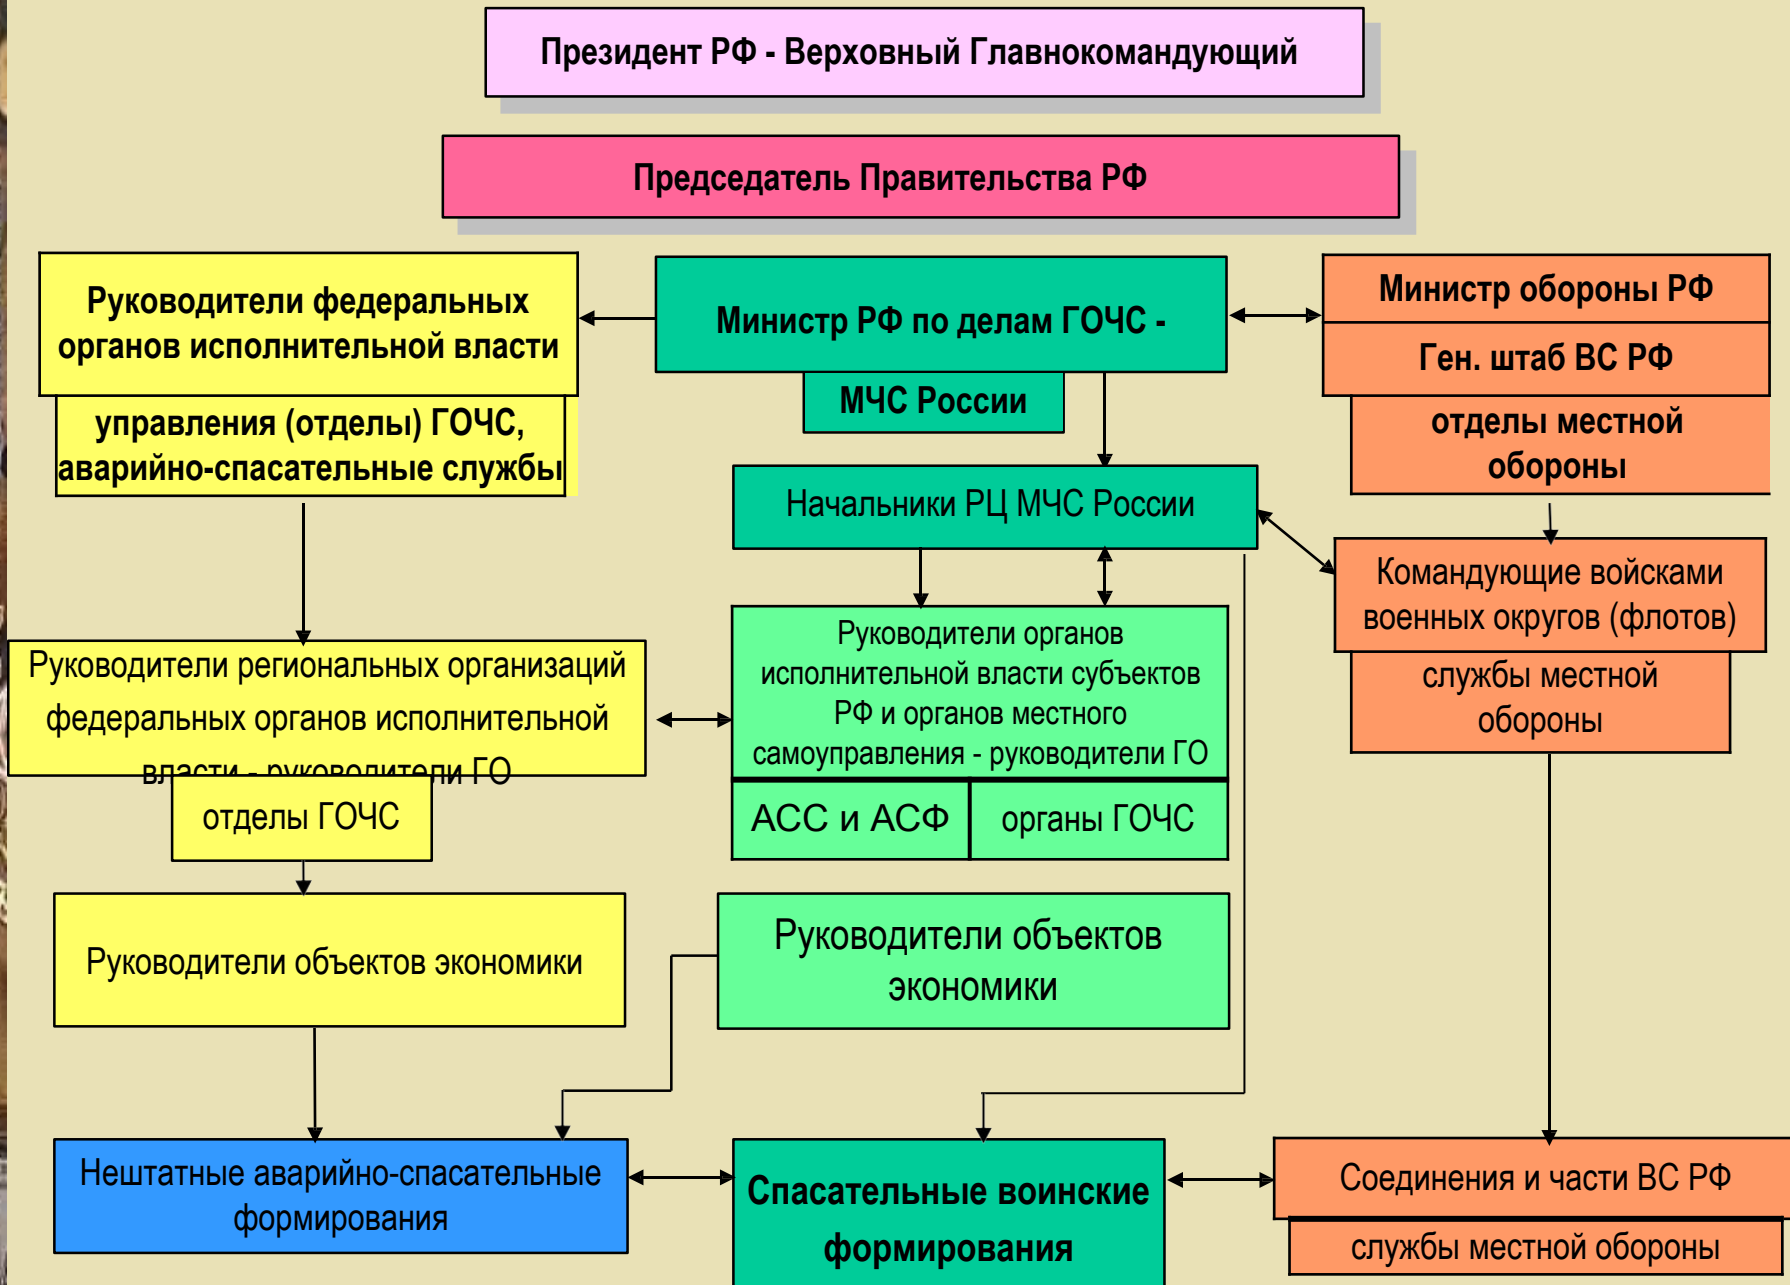 Президент РФ - Верховный Главнокомандующий
Председатель Правительства РФ
Руководители федеральных
органов исполнительной власти
управления (отделы) ГОЧС,
аварийно-спасательные службы
Министр РФ по делам ГОЧС -
МЧС России
Министр обороны РФ
Ген. штаб ВС РФ
отделы местной
обороны
Начальники РЦ МЧС России
Командующие войсками
военных округов (флотов)
службы местной
обороны
Руководители региональных организаций
федеральных органов исполнительной
власти - руководители ГО
отделы ГОЧС
Руководители органов
исполнительной власти субъектов
РФ и органов местного
самоуправления - руководители ГО
АСС и АСФ
органы ГОЧС
Руководители объектов экономики
Руководители объектов
экономики
Нештатные аварийно-спасательные
формирования
Спасательные воинские
формирования
Соединения и части ВС РФ
службы местной обороны